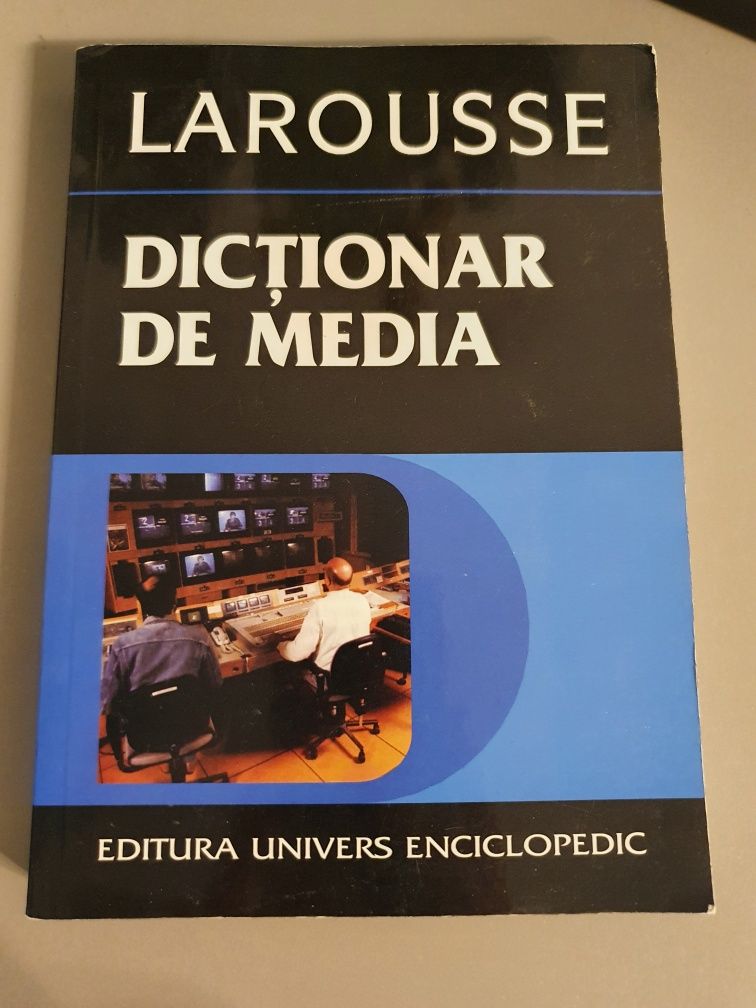 LAROUSSE
DICȚIONAR
DE MEDIA
EDITURA UNIVERS ENCICLOPEDIC